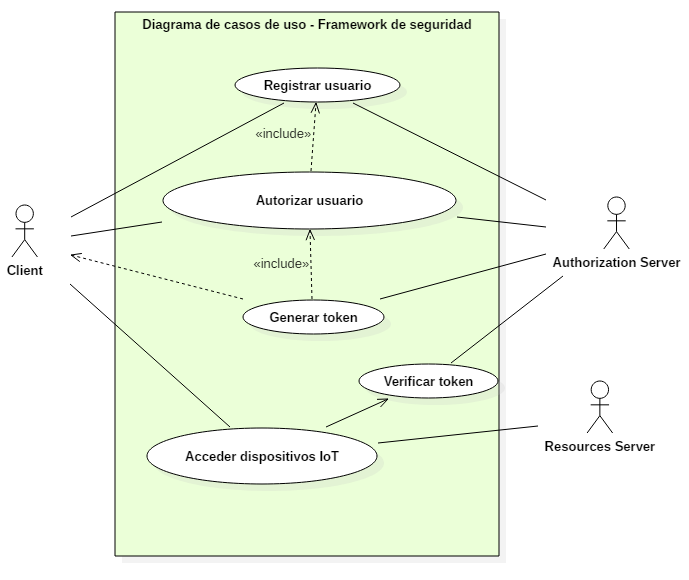 Diagrama de casos de uso - Framework de seguridad
Registrar usuario
«include»
Autorizar usuario
Client
Authorization Server
«include»
Generar token
Verificar token
Resources Server
Acceder dispositivos IoT